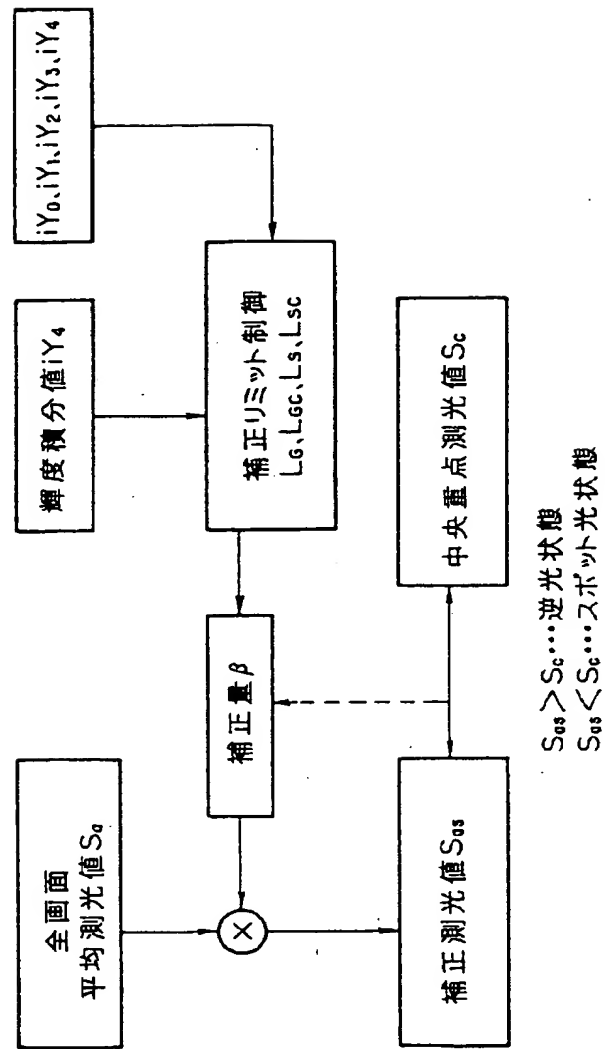 全画面
平均測光値Sa
輝度積分値iY4
iY0、iY1、iY2、iY3、iY4
補正量β
補正リミット制御
LG、LGC、LS、LSC
補正測光値Sas
中央重点測光値Sc
Sas>Sc…逆光状態
Sas<Sc…スポット光状態